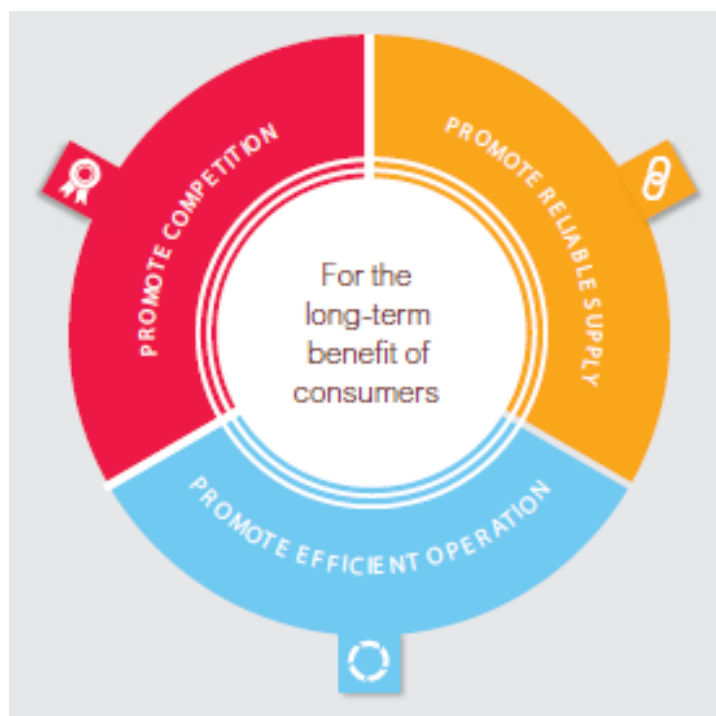 PROMOTE COMPETITION
PROMOTE RELIABLE SUPPLY
For the
long-term
benefit of
consumers
PROMOTE EFFICIENT OPERATION